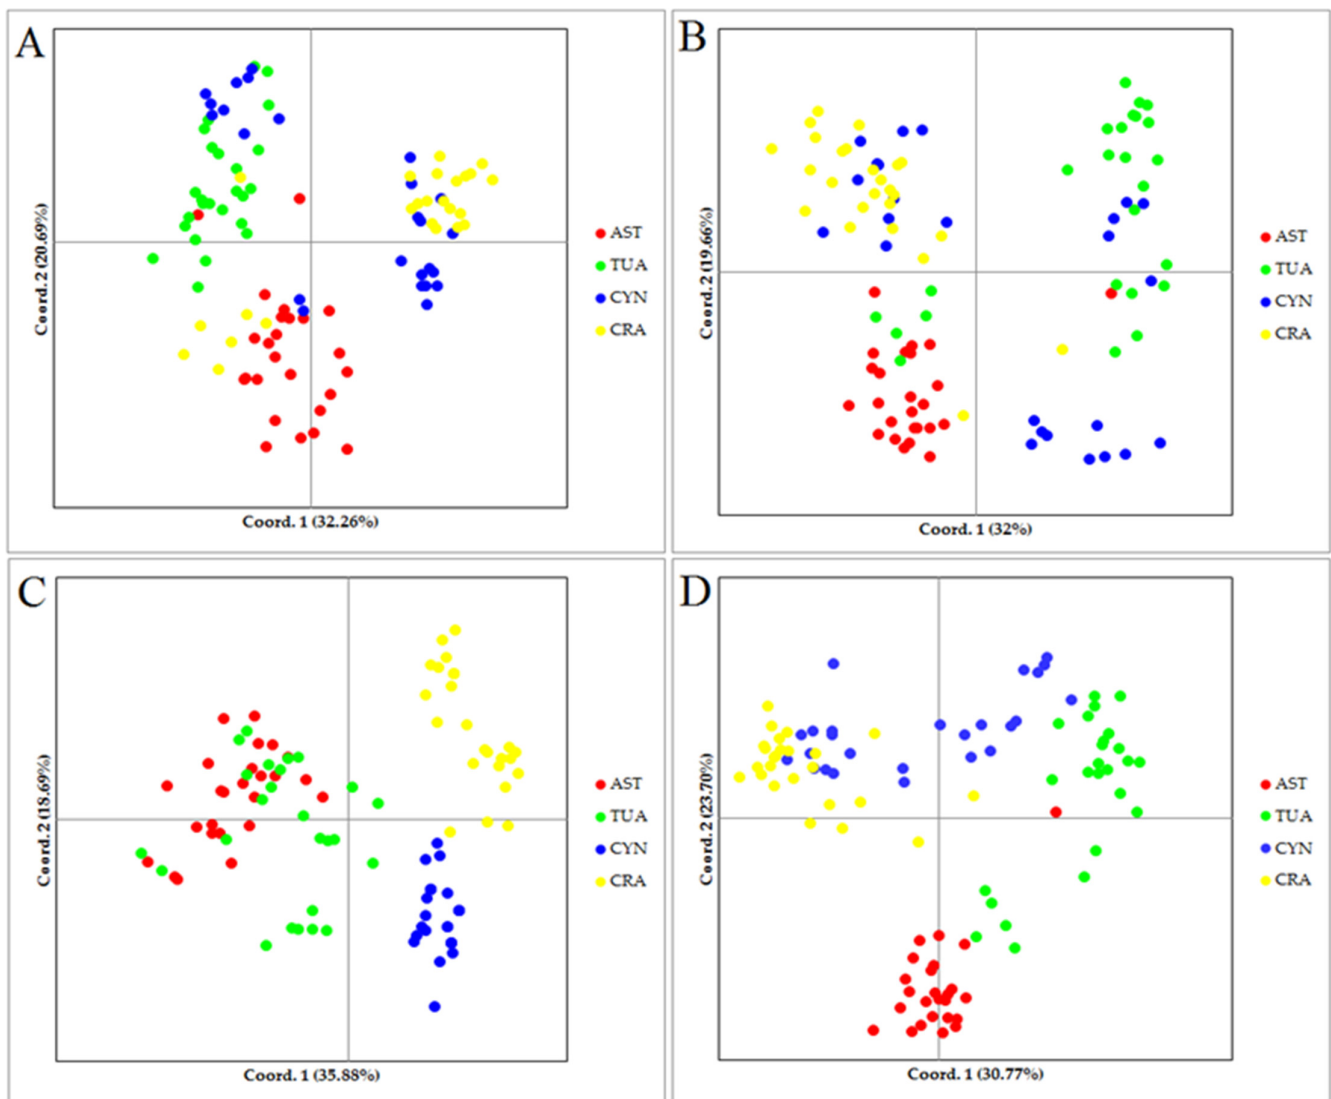 A
Coord. 2 (20.69%)
Coord. 1 (32.26%)
AST
TUA
CYN
CRA
B
Coord. 2 (19.66%)
Coord. 1 (32%)
AST
TUA
CYN
CRA
C
Coord. 2 (18.69%)
Coord. 1 (35.88%)
AST
TUA
CYN
CRA
D
Coord. 2 (23.70%)
Coord. 1 (30.77%)
AST
TUA
CYN
CRA